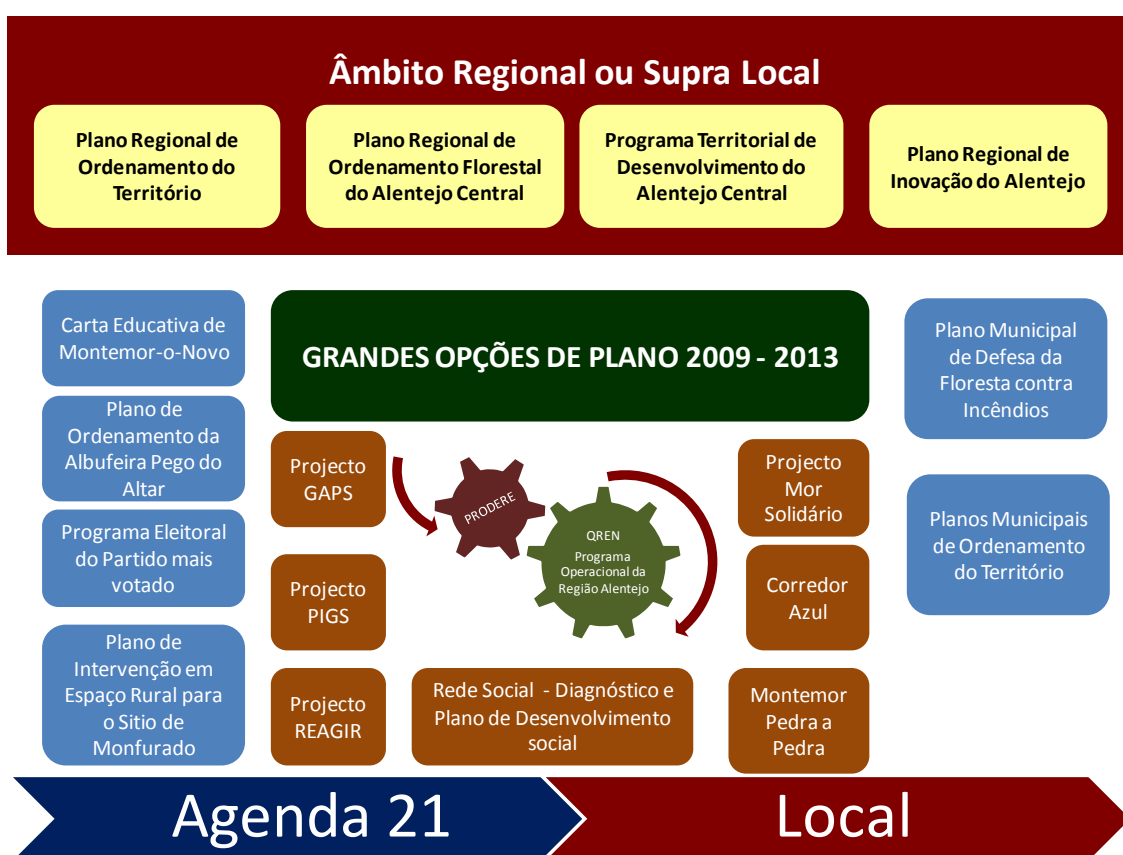 Âmbito Regional ou Supra Local
Plano Regional de
Ordenamento do
Território
Plano Regional de
Ordenamento Florestal
do Alentejo Central
Programa Territorial de
Desenvolvimento do
Alentejo Central
Plano Regional de
Inovação do Alentejo
Carta Educativa de
Montemor-o-Novo
Plano de
Ordenamento da
Albufeira Pego do
Altar
Programa Eleitoral
do Partido mais
votado
Plano de
Intervenção em
Espaço Rural para
o Sitio de
Monfurado
GRANDES OPÇÕES DE PLANO 2009 - 2013
Projecto
GAPS
Projecto
PIGS
Projecto
REAGIR
PRODERE
QREN
Programa
Operacional da
Região Alentejo
Rede Social - Diagnóstico e
Plano de Desenvolvimento
social
Projecto
Mor
Solidário
Corredor
Azul
Montemor
Pedra a
Pedra
Plano Municipal
de Defesa da
Floresta contra
Incêndios
Planos Municipais
de Ordenamento
do Território
Agenda 21
Local